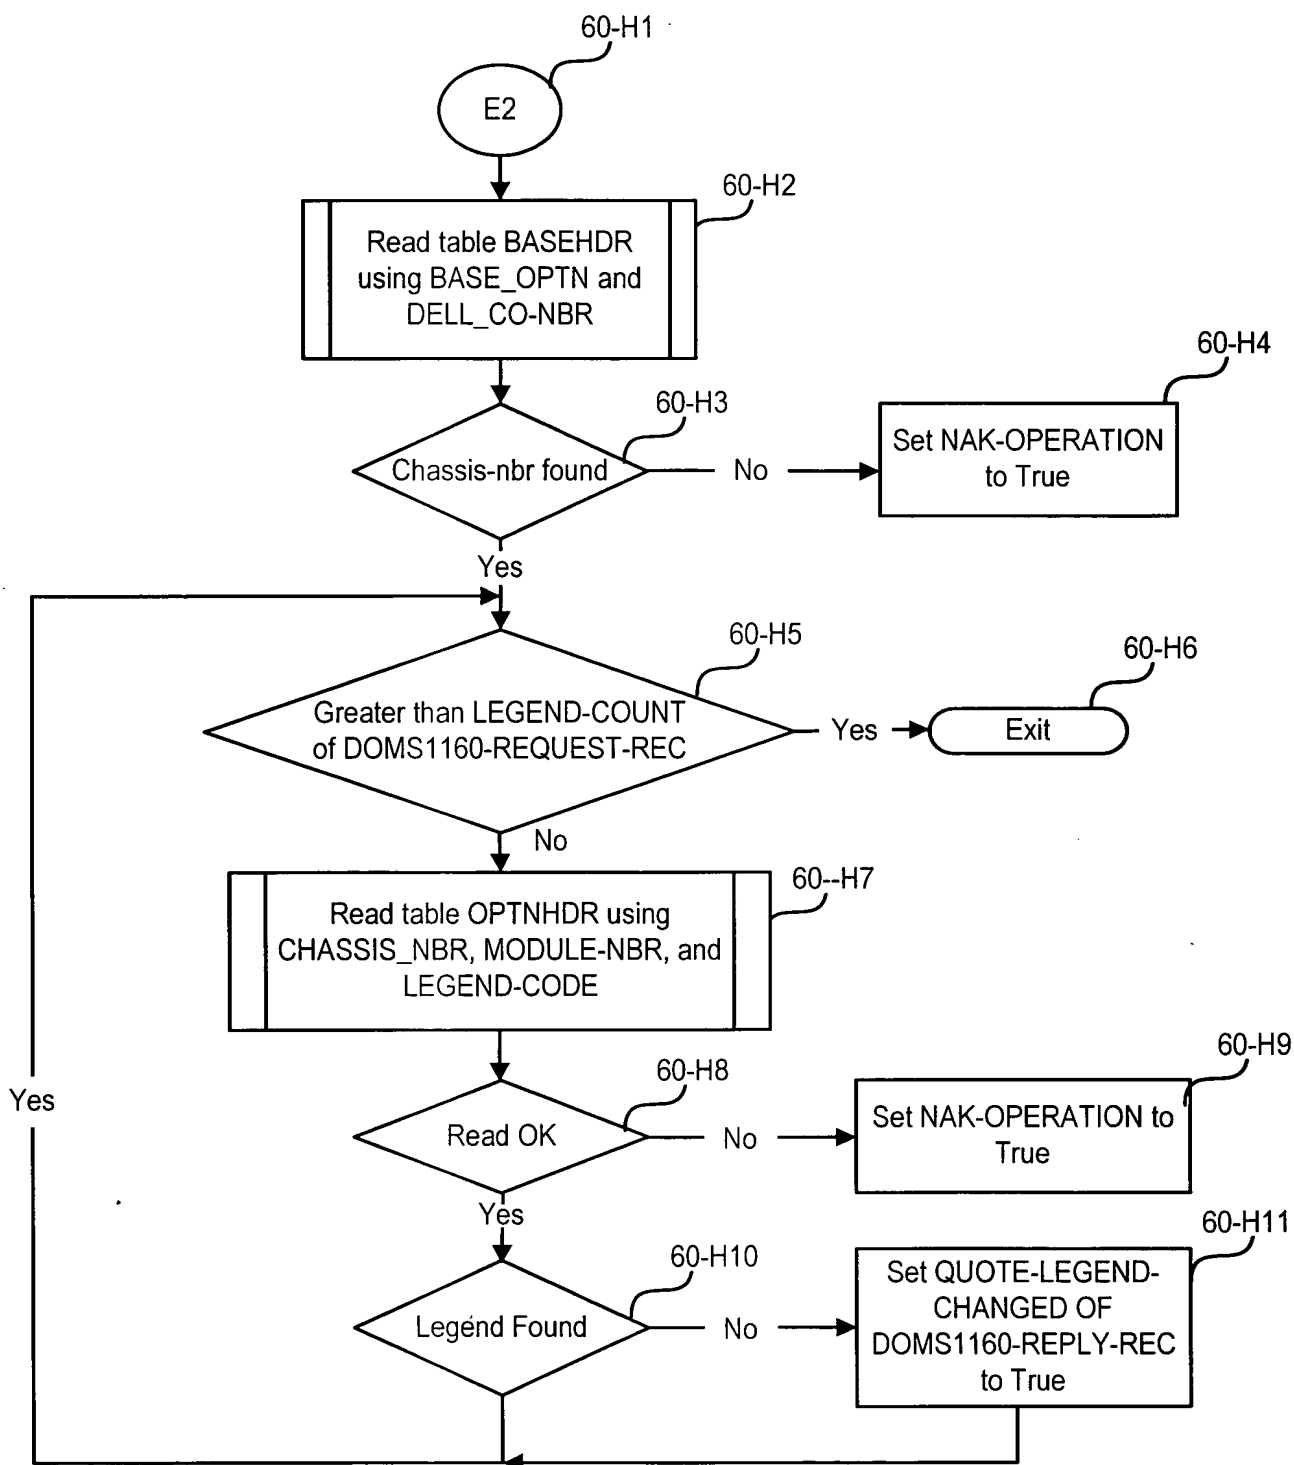 60-H1
E2
60-H2
Read table BASEHDR
using BASE_OPTN and
DELL_CO-NBR
60-H4
60-H3
Set NAK-OPERATION
to True
Chassis-nbr found
No
Yes
60-H5
60-H6
Greater than LEGEND-COUNT
of DOMS1160-REQUEST-REC
Yes
Exit
No
60--H7
Read table OPTNHDR using
CHASSIS_NBR, MODULE-NBR, and
LEGEND-CODE
60-H9
60-H8
Yes
Set NAK-OPERATION to
True
Read OK
No
Yes
60-H11
60-H10
Set QUOTE-LEGEND-
CHANGED OF
DOMS1160-REPLY-REC
to True
Legend Found
No